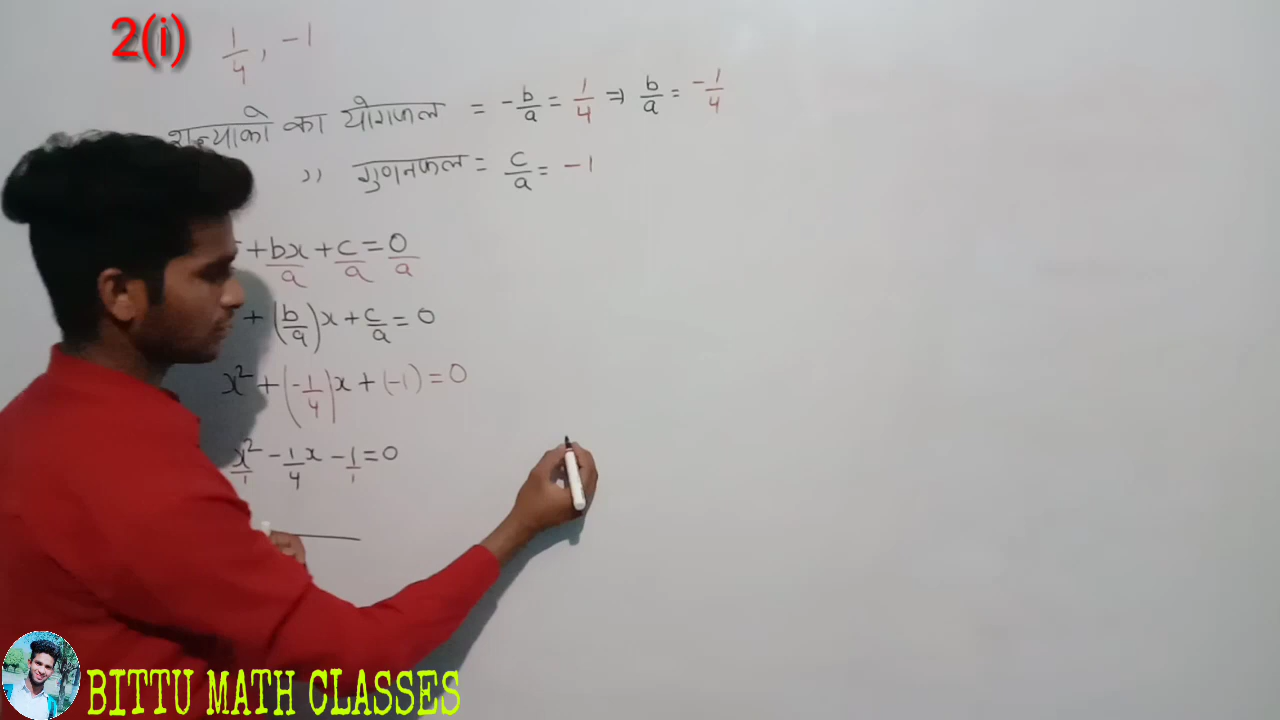 2(i) 1/4, -1
शून्याको का योगफल = -b/a = 1/4 ⇒ b/a = -1/4
,, गुणनफल = c/a = -1
+ bx/a + c/a = 0/a
+ (b/a)x + c/a = 0
x² + (-1/4)x + (-1) = 0
x²/1 - 1/4 x - 1/1 = 0
BITTU MATH CLASSES